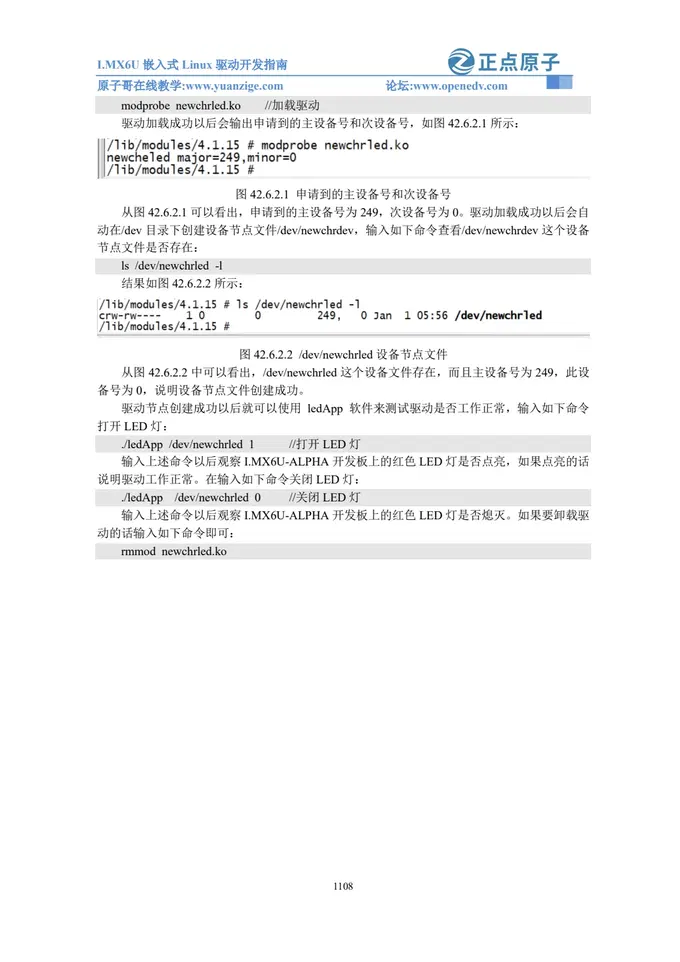 I.MX6U 嵌入式 Linux 驱动开发指南
正点原子
原子哥在线教学:www.yuanzige.com 论坛:www.openedv.com
modprobe newchrled.ko //加载驱动
驱动加载成功以后会输出申请到的主设备号和次设备号，如图 42.6.2.1 所示：
/lib/modules/4.1.15 # modprobe newchrled.ko
newcheled major=249,minor=0
/lib/modules/4.1.15 #
图 42.6.2.1 申请到的主设备号和次设备号
从图 42.6.2.1 可以看出，申请到的主设备号为 249，次设备号为 0。驱动加载成功以后会自
动在/dev 目录下创建设备节点文件/dev/newchrdev，输入如下命令查看/dev/newchrdev 这个设备
节点文件是否存在：
ls /dev/newchrled -l
结果如图 42.6.2.2 所示：
/lib/modules/4.1.15 # ls /dev/newchrled -l
crw-rw---- 1 0 0 249, 0 Jan 1 05:56 /dev/newchrled
/lib/modules/4.1.15 #
图 42.6.2.2 /dev/newchrled 设备节点文件
从图 42.6.2.2 中可以看出，/dev/newchrled 这个设备文件存在，而且主设备号为 249，此设
备号为 0，说明设备节点文件创建成功。
驱动节点创建成功以后就可以使用 ledApp 软件来测试驱动是否工作正常，输入如下命令
打开 LED 灯：
./ledApp /dev/newchrled 1 //打开 LED 灯
输入上述命令以后观察 I.MX6U-ALPHA 开发板上的红色 LED 灯是否点亮，如果点亮的话
说明驱动工作正常。在输入如下命令关闭 LED 灯：
./ledApp /dev/newchrled 0 //关闭 LED 灯
输入上述命令以后观察 I.MX6U-ALPHA 开发板上的红色 LED 灯是否熄灭。如果要卸载驱
动的话输入如下命令即可：
rmmod newchrled.ko
1108